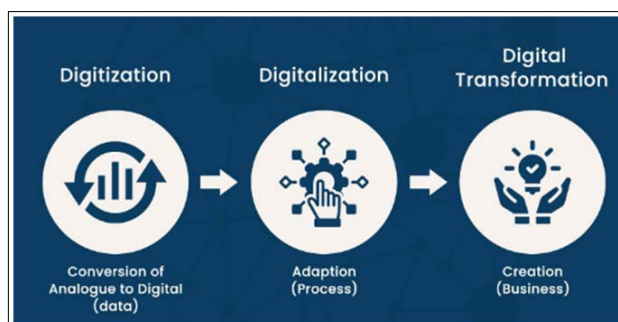 Digitization
Digitalization
Digital
Transformation
Conversion of
Analogue to Digital
(data)
Adaption
(Process)
Creation
(Business)